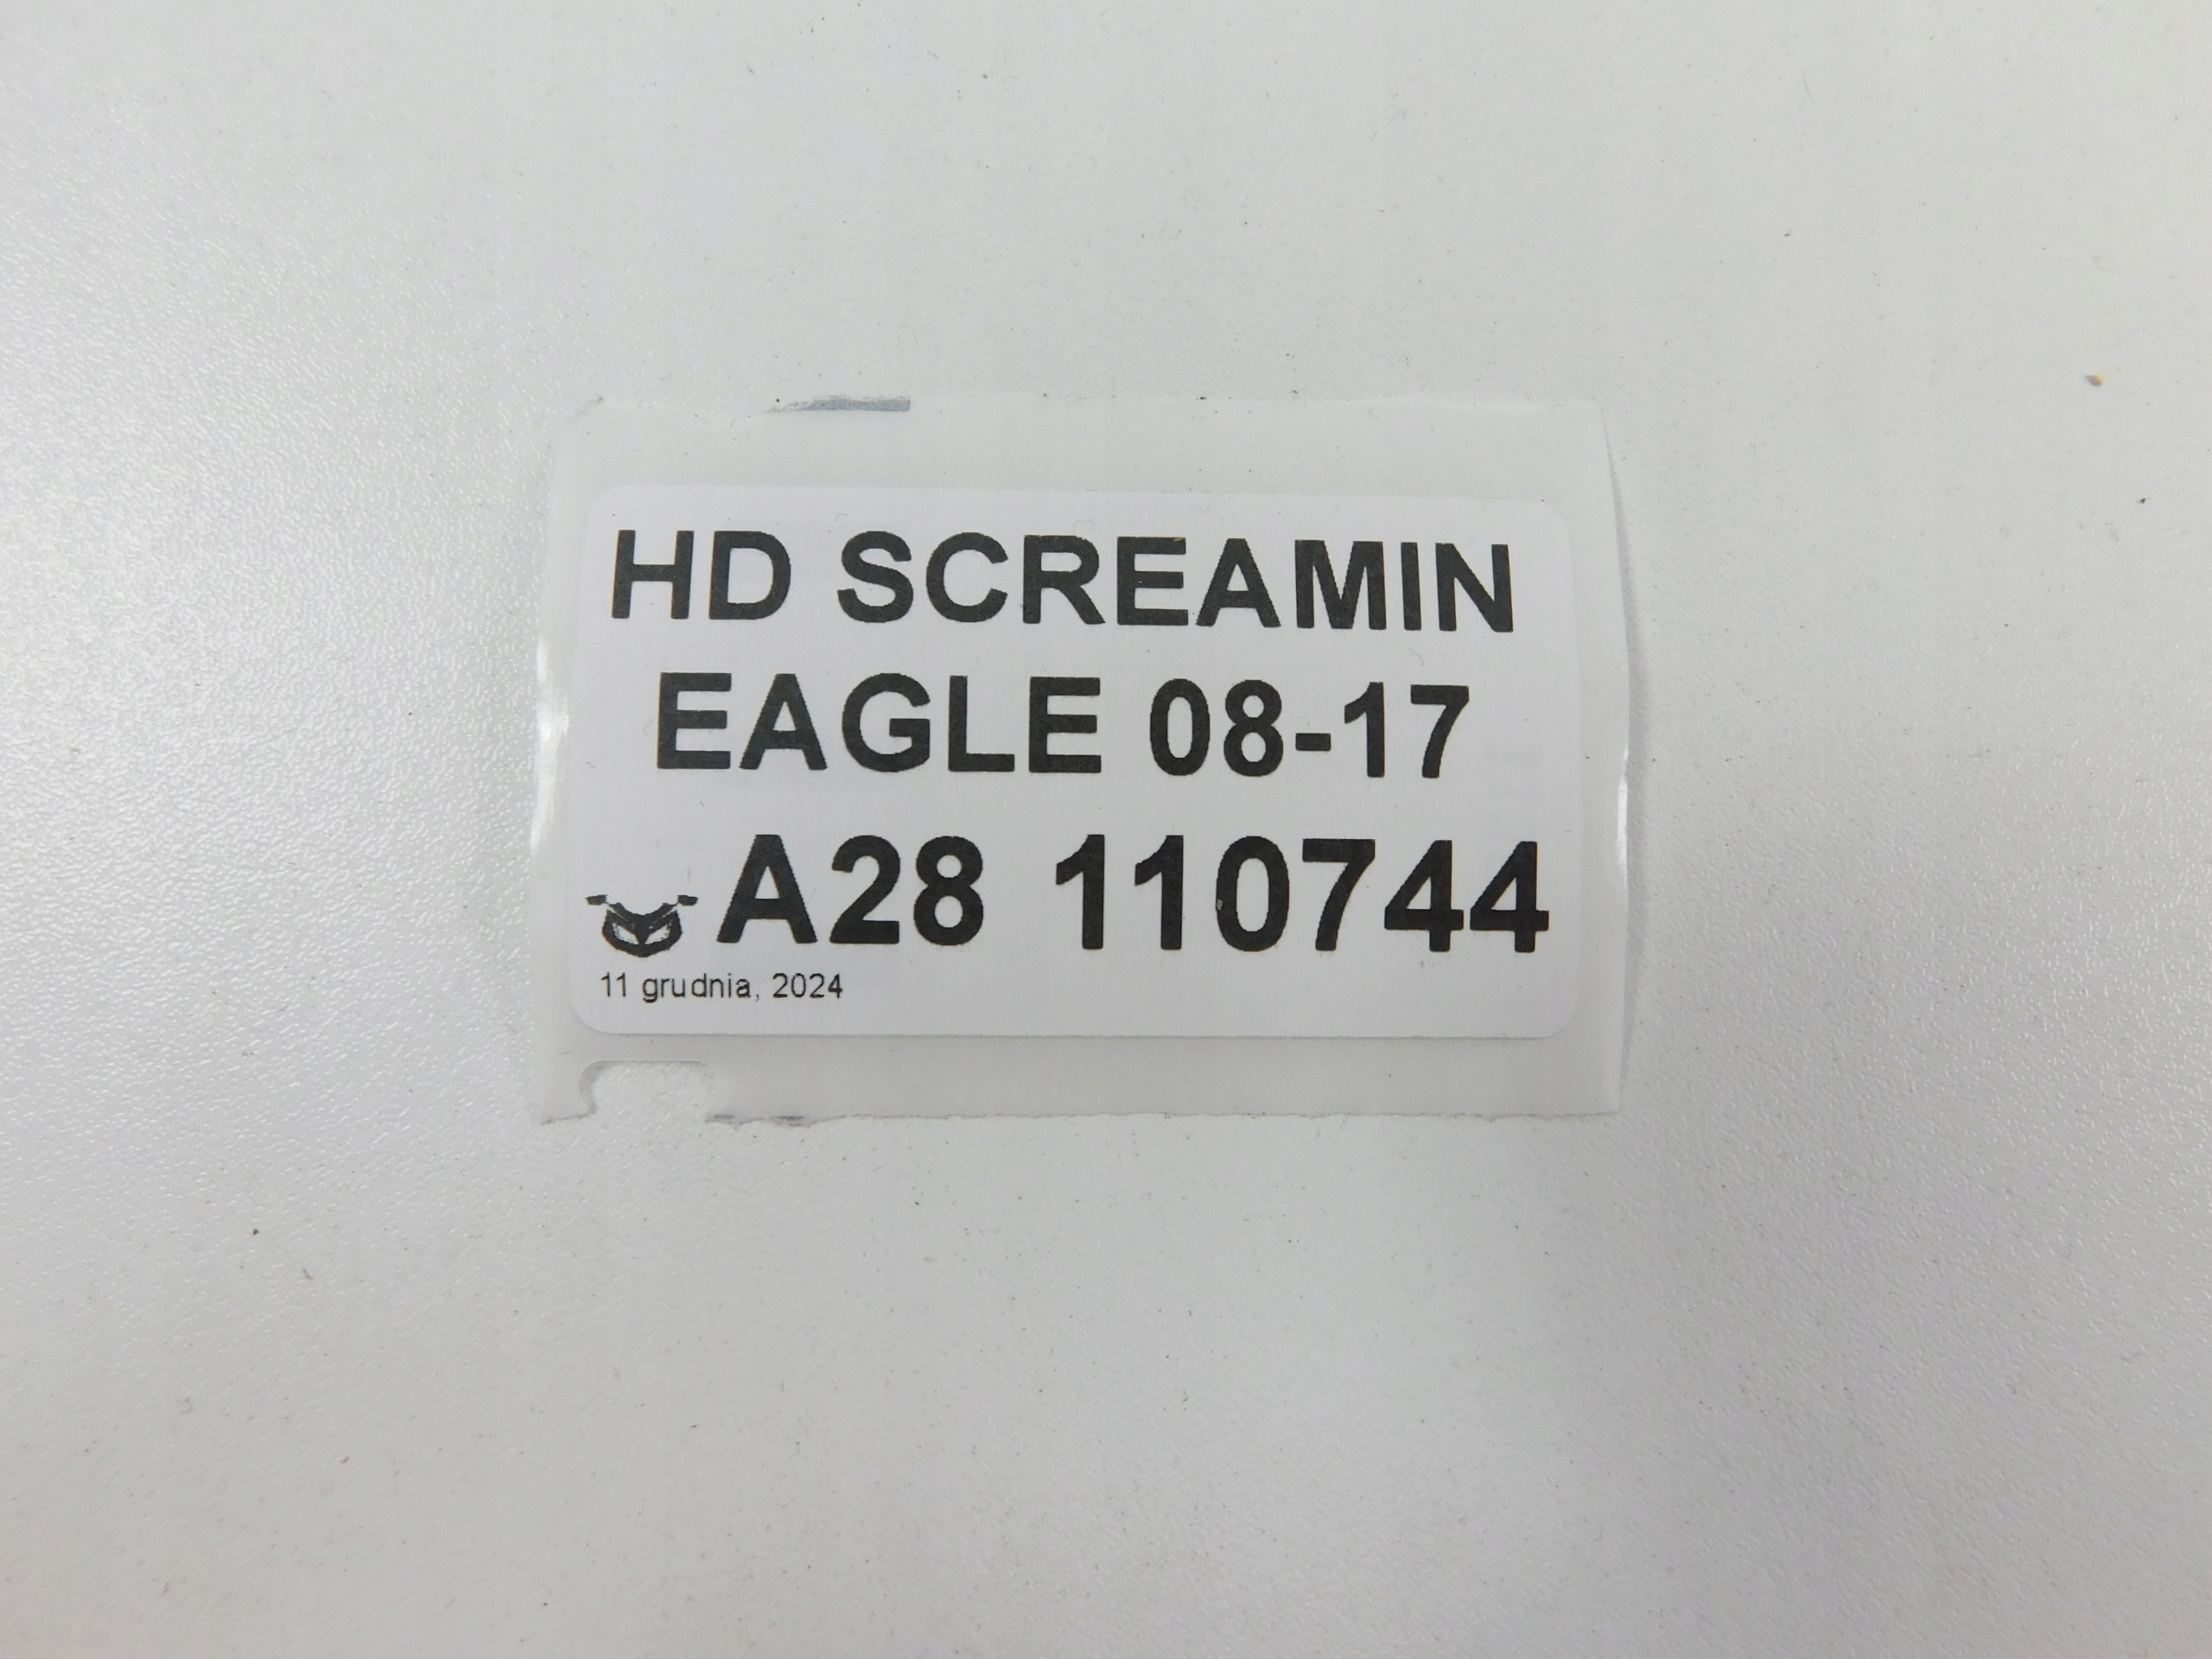 HD SCREAMIN
EAGLE 08-17
A28 110744
11 grudnia, 2024